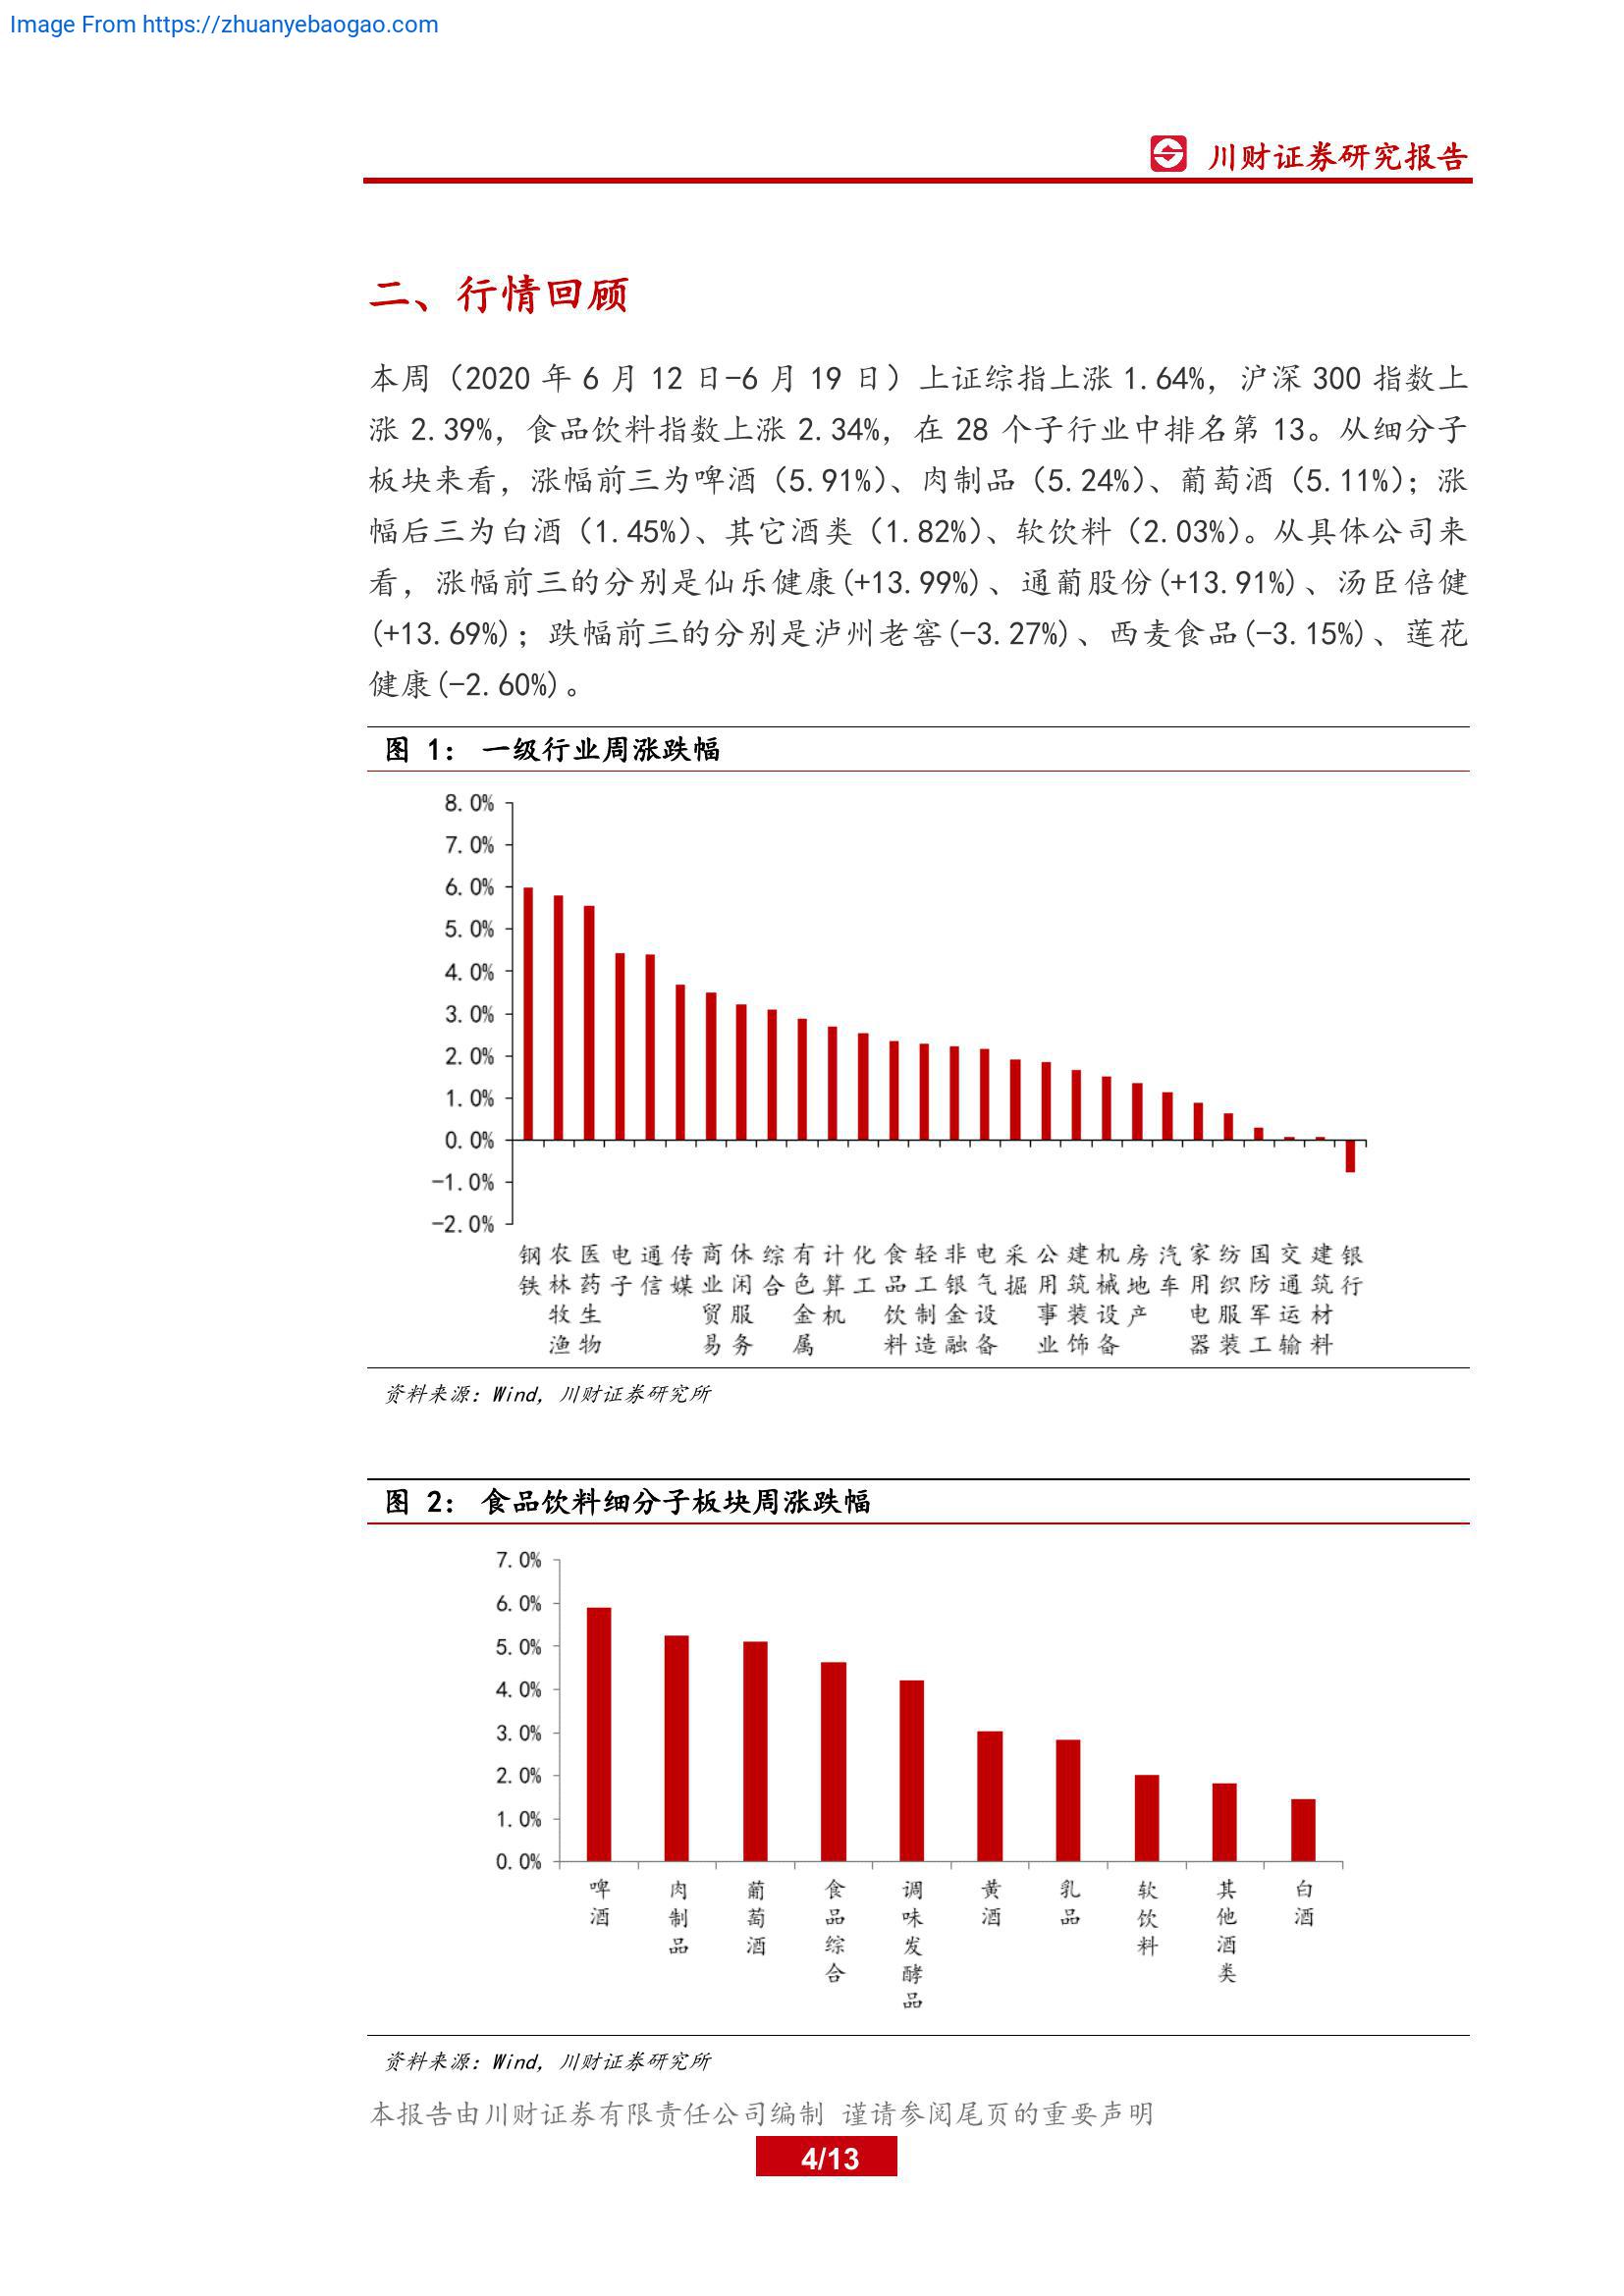 Image From https://zhuanyebaogao.com
川财证券研究报告
二、行情回顾
本周（2020 年 6 月 12 日-6 月 19 日）上证综指上涨 1.64%，沪深 300 指数上
涨 2.39%，食品饮料指数上涨 2.34%，在 28 个子行业中排名第 13。从细分子
板块来看，涨幅前三为啤酒（5.91%）、肉制品（5.24%）、葡萄酒（5.11%）；涨
幅后三为白酒（1.45%）、其它酒类（1.82%）、软饮料（2.03%）。从具体公司来
看，涨幅前三的分别是仙乐健康(+13.99%)、通葡股份(+13.91%)、汤臣倍健
(+13.69%)；跌幅前三的分别是泸州老窖(-3.27%)、西麦食品(-3.15%)、莲花
健康(-2.60%)。
图 1： 一级行业周涨跌幅
8.0%
7.0%
6.0%
5.0%
4.0%
3.0%
2.0%
1.0%
0.0%
-1.0%
-2.0%
钢铁
农林牧渔
医药生物
电子
通信
传媒
商业贸易
休闲服务
综合
有色金属
计算机
化工
食品饮料
轻工制造
非银金融
电气设备
采掘
公用事业
建筑装饰
机械设备
房地产
汽车
家用电器
纺织服装
国防军工
交通运输
建筑材料
银行
资料来源：Wind，川财证券研究所
图 2： 食品饮料细分子板块周涨跌幅
7.0%
6.0%
5.0%
4.0%
3.0%
2.0%
1.0%
0.0%
啤酒
肉制品
葡萄酒
食品综合
调味发酵品
黄酒
乳品
软饮料
其他酒类
白酒
资料来源：Wind，川财证券研究所
本报告由川财证券有限责任公司编制 谨请参阅尾页的重要声明
4/13